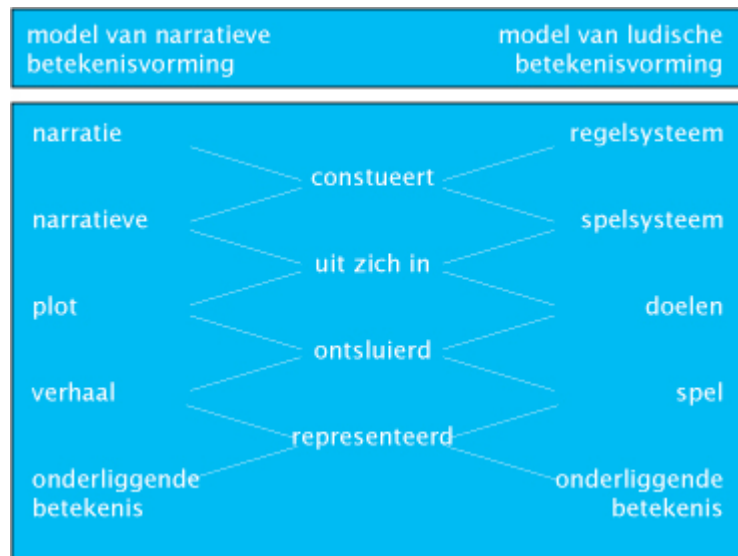 model van narratieve
betekenisvorming
model van ludische
betekenisvorming
narratie
regelsysteem
constueert
narratieve
spelsysteem
uit zich in
plot
doelen
ontsluierd
verhaal
spel
representeerd
onderliggende
betekenis
onderliggende
betekenis